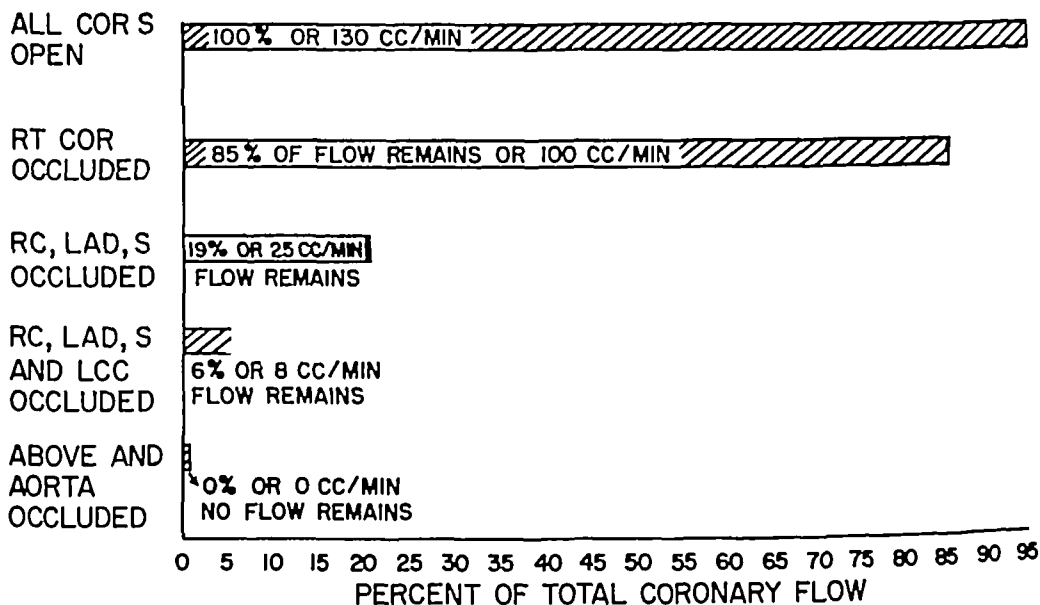 ALL COR S
OPEN
100% OR 130 CC/MIN
RT COR
OCCLUDED
85% OF FLOW REMAINS OR 100 CC/MIN
RC, LAD, S
OCCLUDED
19% OR 25 CC/MIN
FLOW REMAINS
RC, LAD, S
AND LCC
OCCLUDED
6% OR 8 CC/MIN
FLOW REMAINS
ABOVE AND
AORTA
OCCLUDED
0% OR 0 CC/MIN
NO FLOW REMAINS
0 5 10 15 20 25 30 35 40 45 50 55 60 65 70 75 80 85 90 95
PERCENT OF TOTAL CORONARY FLOW